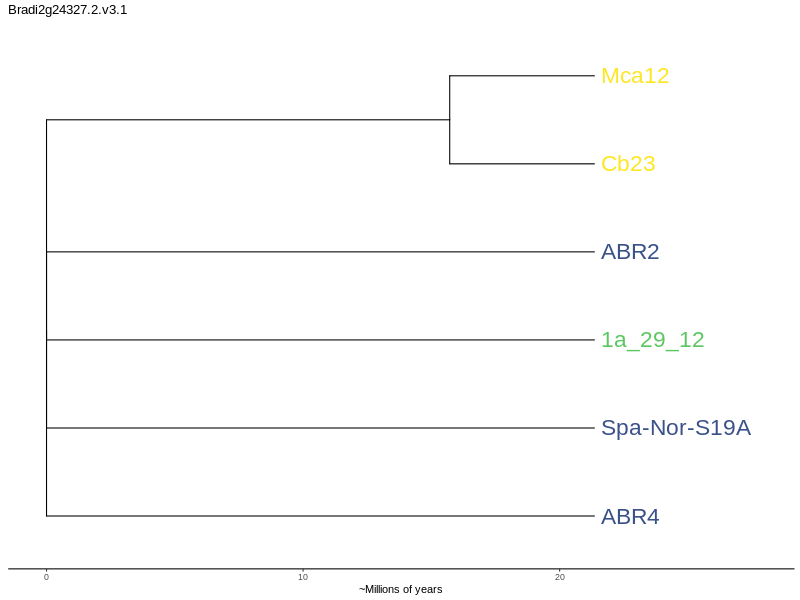 Bradi2g24327.2.v3.1
Mca12
Cb23
ABR2
1a_29_12
Spa-Nor-S19A
ABR4
0 10 20
~Millions of years